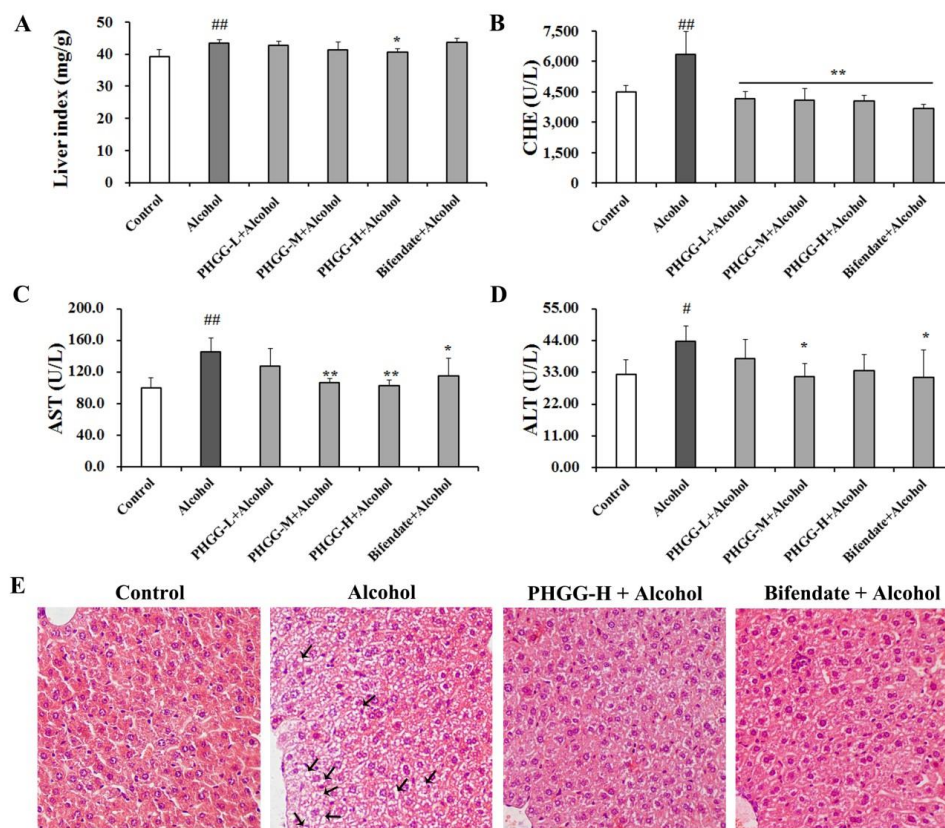 A
Liver index (mg/g)
50
40
30
20
10
0
##
*
Control
Alcohol
PHGG-L+Alcohol
PHGG-M+Alcohol
PHGG-H+Alcohol
Bifendate+Alcohol
B
CHE (U/L)
7,500
6,000
4,500
3,000
1,500
0
##
**
Control
Alcohol
PHGG-L+Alcohol
PHGG-M+Alcohol
PHGG-H+Alcohol
Bifendate+Alcohol
C
AST (U/L)
200.0
160.0
120.0
80.0
40.0
0.0
##
**
**
*
Control
Alcohol
PHGG-L+Alcohol
PHGG-M+Alcohol
PHGG-H+Alcohol
Bifendate+Alcohol
D
ALT (U/L)
55.00
44.00
33.00
22.00
11.00
0.00
#
*
*
Control
Alcohol
PHGG-L+Alcohol
PHGG-M+Alcohol
PHGG-H+Alcohol
Bifendate+Alcohol
E
Control
Alcohol
PHGG-H + Alcohol
Bifendate + Alcohol